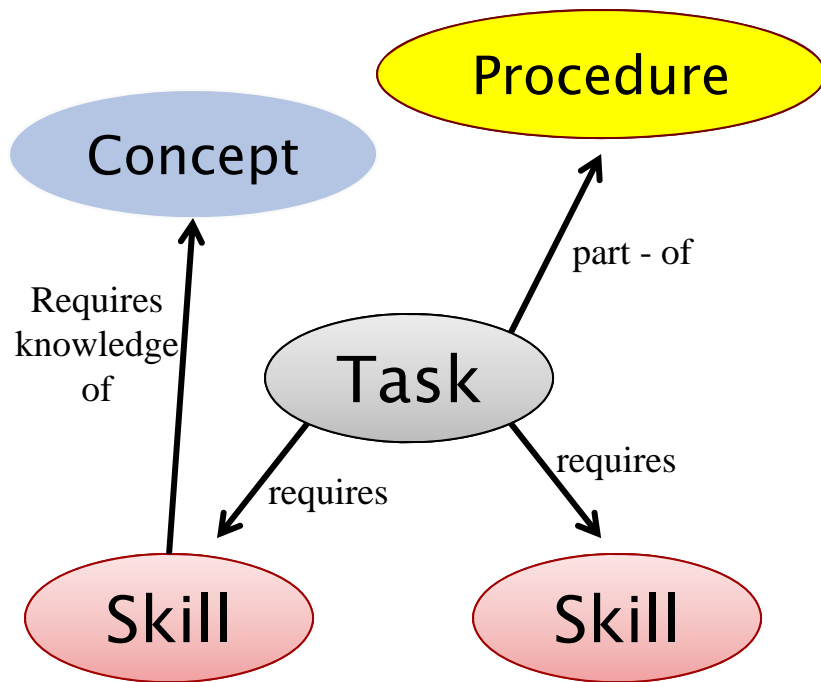 Procedure
Concept
part - of
Requires
knowledge
of
Task
requires
requires
Skill
Skill